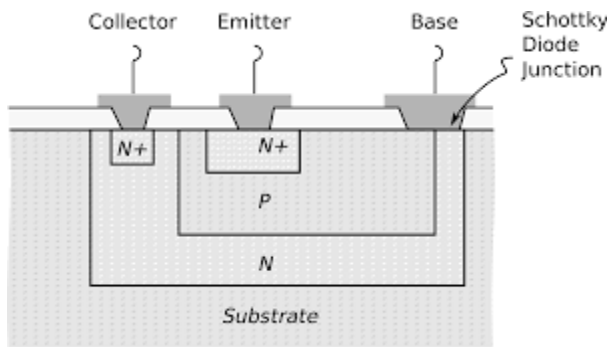 Collector
Emitter
Base
Schottky
Diode
Junction
N+
N+
P
N
Substrate